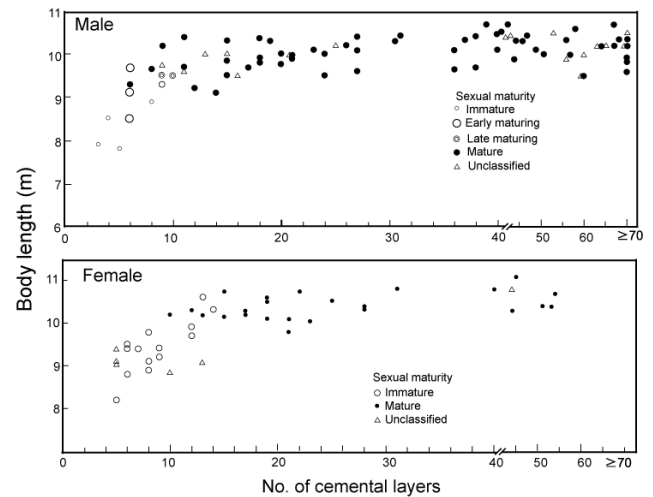 Male
11
10
9
8
7
6
Sexual maturity
Immature
Early maturing
Late maturing
Mature
Unclassified
0 10 20 30 40 50 60 ≥70
Body length (m)
Female
11
10
9
8
Sexual maturity
Immature
Mature
Unclassified
0 10 20 30 40 50 60 ≥70
No. of cemental layers